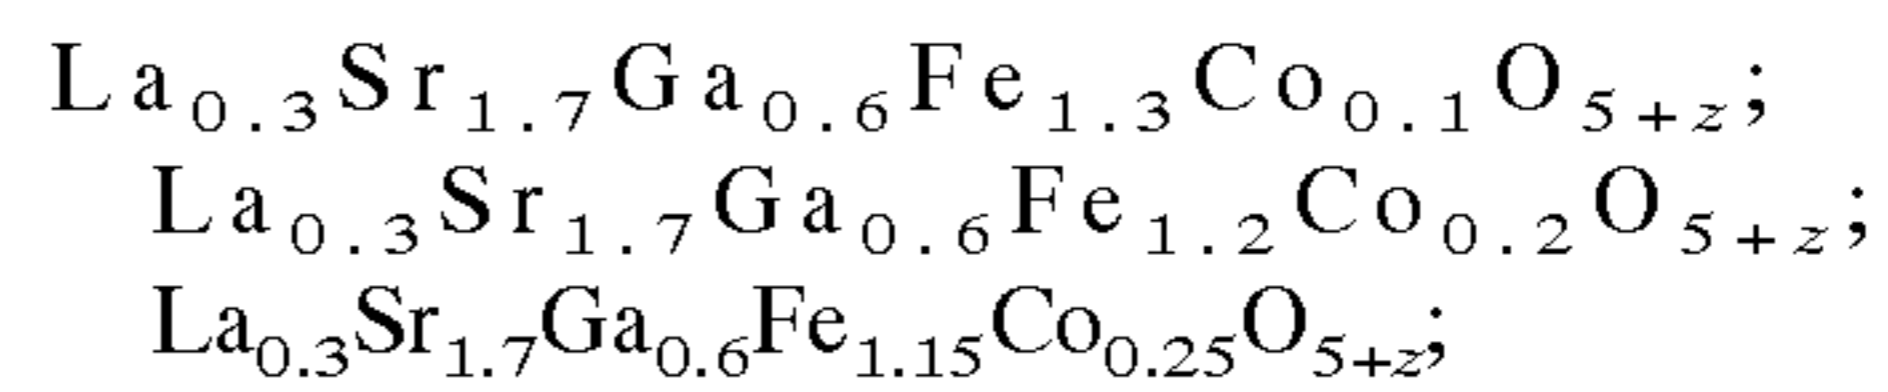 La₀.₃Sr₁.₇Ga₀.₆Fe₁.₃Co₀.₁O₅₊z;
La₀.₃Sr₁.₇Ga₀.₆Fe₁.₂Co₀.₂O₅₊z;
La₀.₃Sr₁.₇Ga₀.₆Fe₁.₁₅Co₀.₂₅O₅₊z;